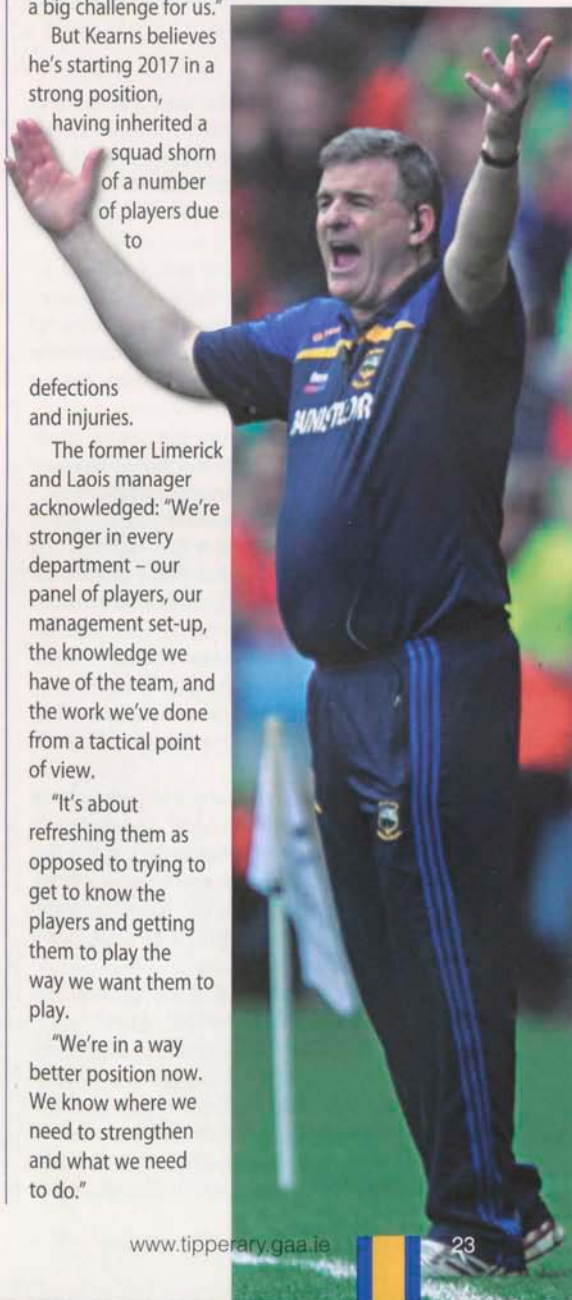 a big challenge for us."
But Kearns believes
he's starting 2017 in a
strong position,
having inherited a
squad shorn
of a number
of players due
to
defections
and injuries.
The former Limerick
and Laois manager
acknowledged: "We're
stronger in every
department – our
panel of players, our
management set-up,
the knowledge we
have of the team, and
the work we've done
from a tactical point
of view.
"It's about
refreshing them as
opposed to trying to
get to know the
players and getting
them to play the
way we want them to
play.
"We're in a way
better position now.
We know where we
need to strengthen
and what we need
to do."
www.tipperary.gaa.ie
23